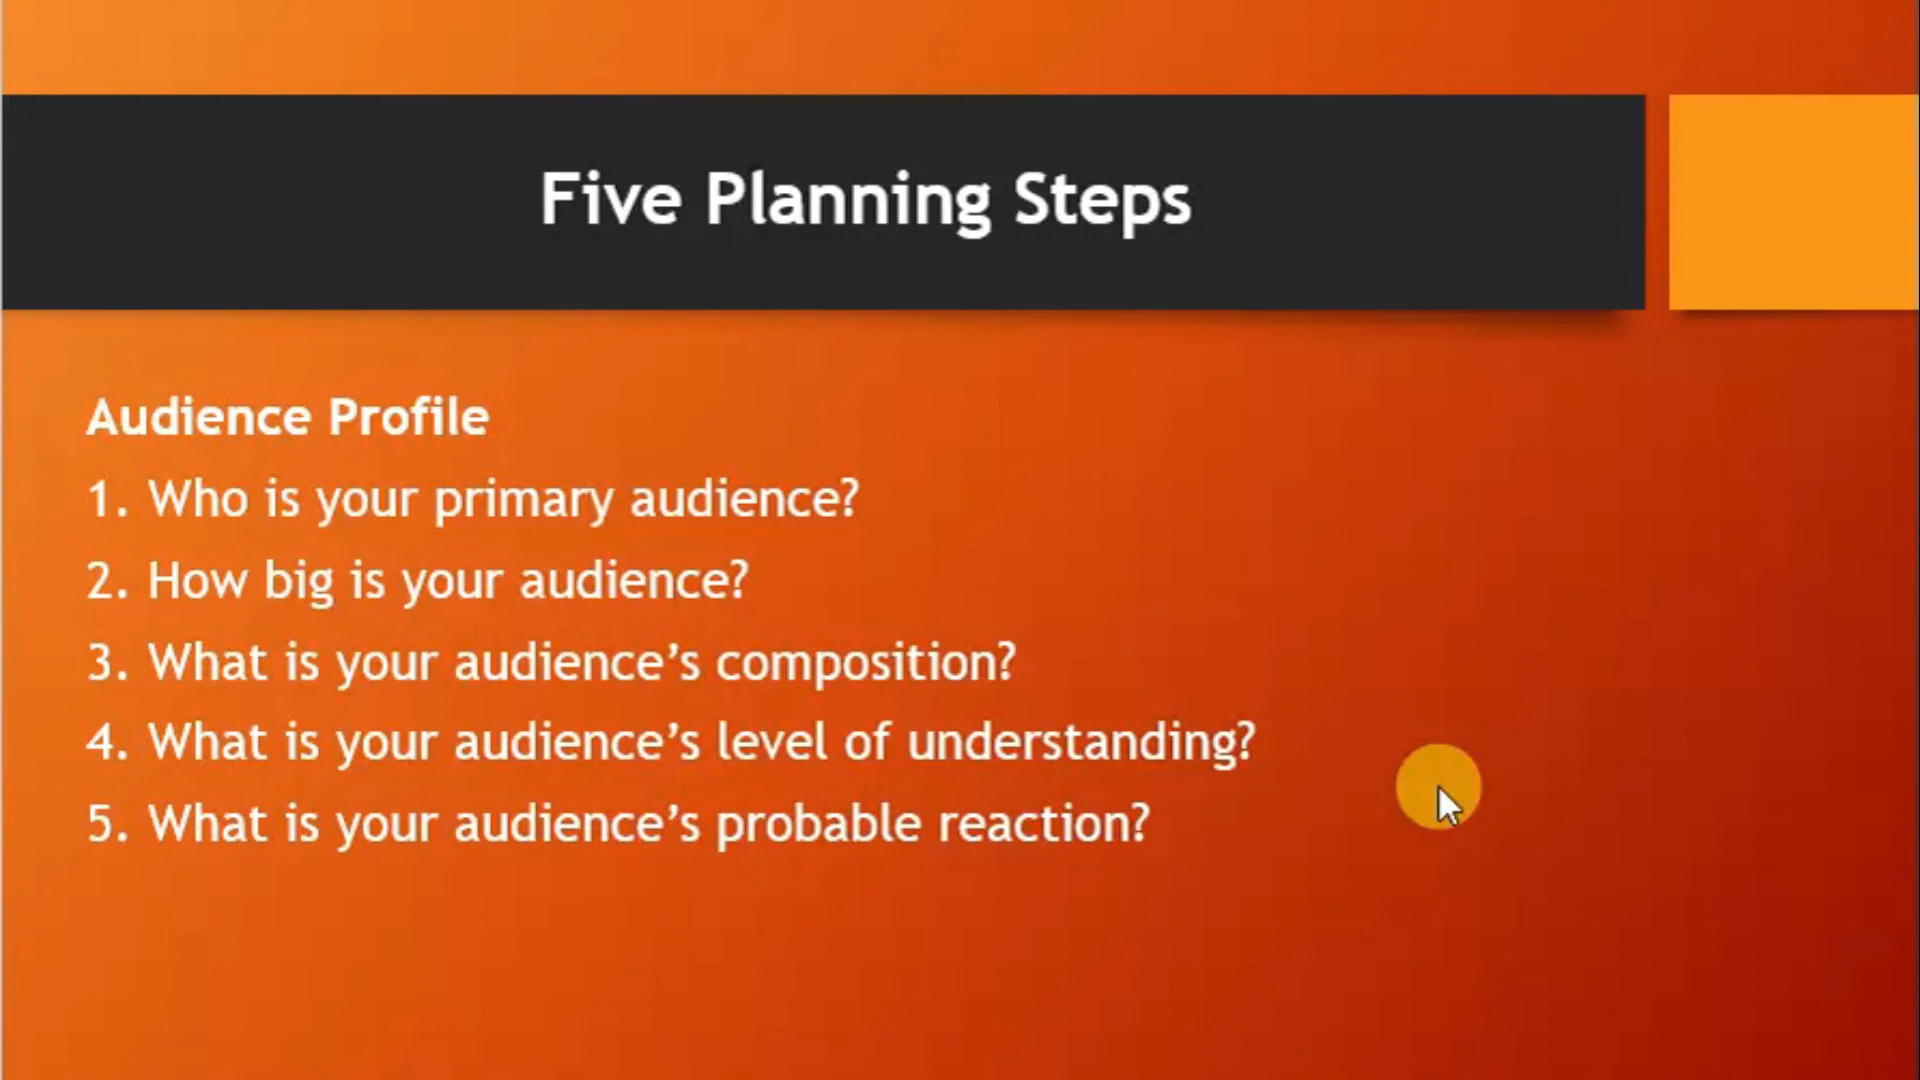 Five Planning Steps
Audience Profile
1. Who is your primary audience?
2. How big is your audience?
3. What is your audience’s composition?
4. What is your audience’s level of understanding?
5. What is your audience’s probable reaction?